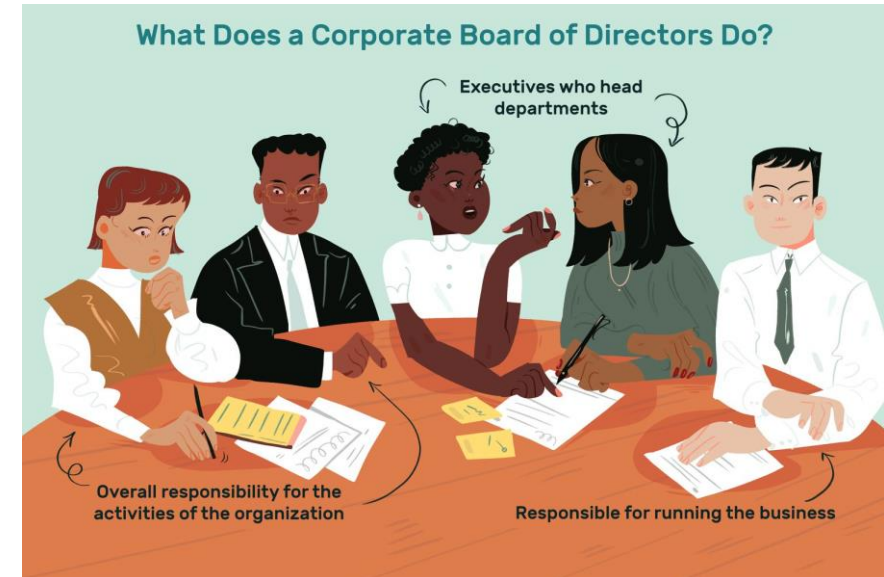 What Does a Corporate Board of Directors Do?
Executives who head
departments
Overall responsibility for the
activities of the organization
Responsible for running the business